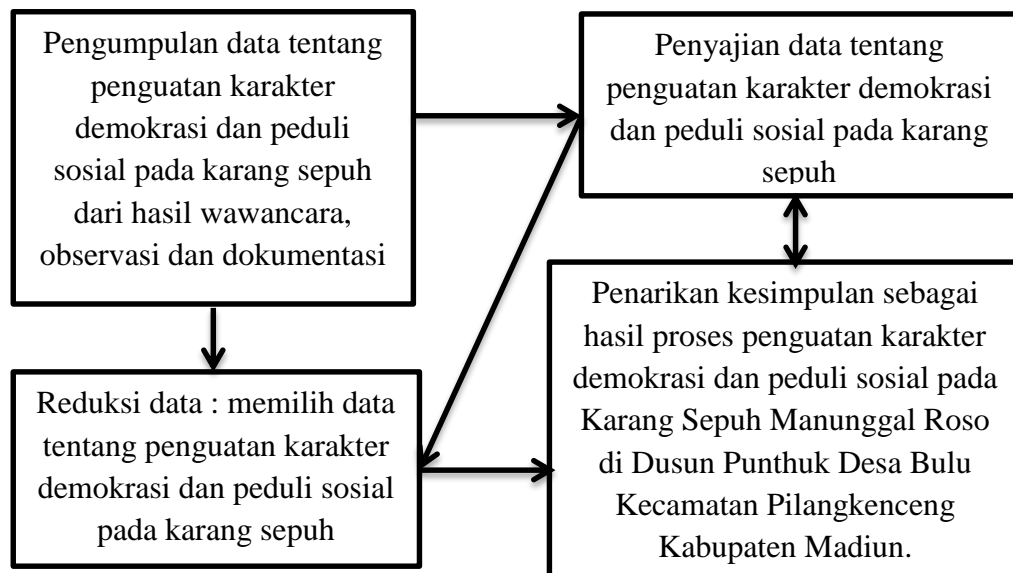 Pengumpulan data tentang
penguatan karakter
demokrasi dan peduli
sosial pada karang sepuh
dari hasil wawancara,
observasi dan dokumentasi
Penyajian data tentang
penguatan karakter demokrasi
dan peduli sosial pada karang
sepuh
Reduksi data : memilih data
tentang penguatan karakter
demokrasi dan peduli sosial
pada karang sepuh
Penarikan kesimpulan sebagai
hasil proses penguatan karakter
demokrasi dan peduli sosial pada
Karang Sepuh Manunggal Roso
di Dusun Punthuk Desa Bulu
Kecamatan Pilangkenceng
Kabupaten Madiun.